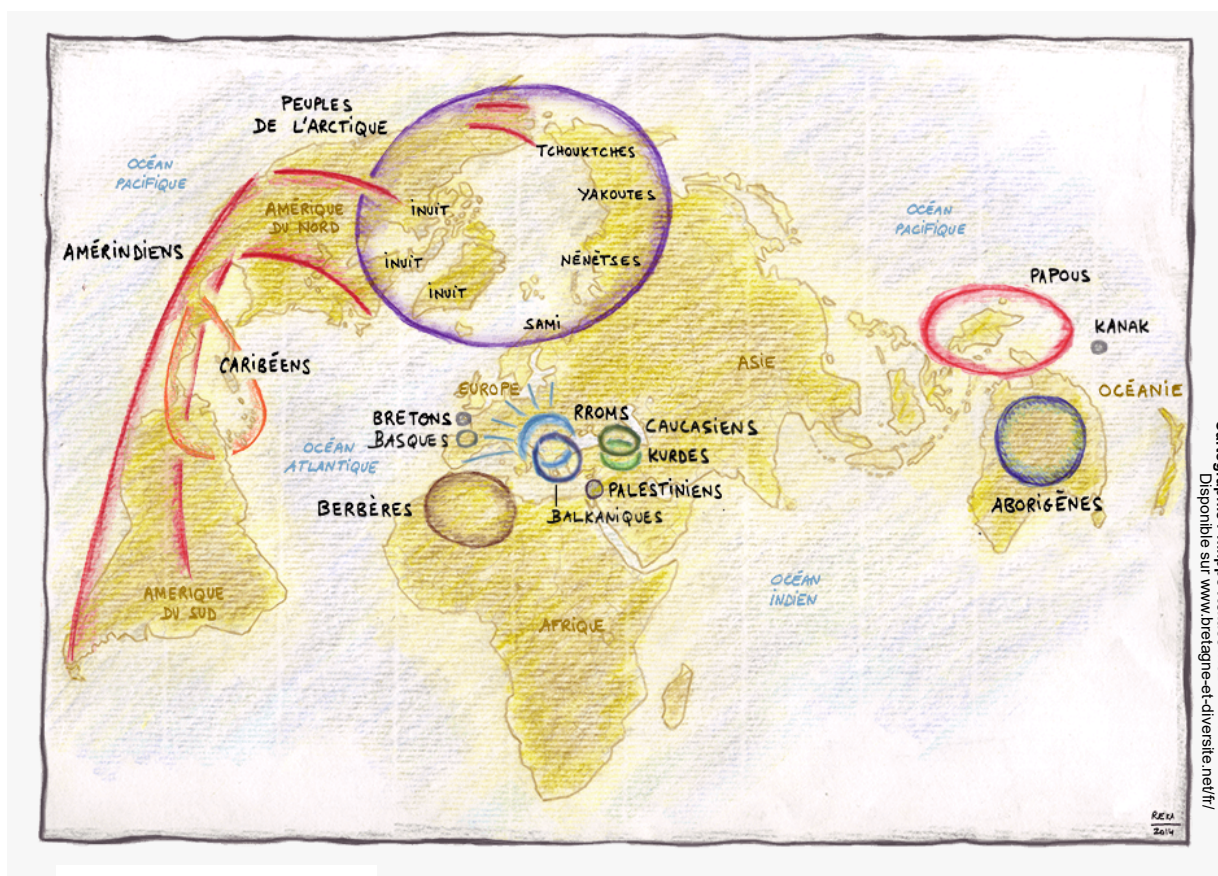 PEUPLES
DE L'ARCTIQUE
OCÉAN
PACIFIQUE
TCHOUKTCHES
YAKOUTES
INUIT
AMÉRIQUE
DU NORD
OCÉAN
PACIFIQUE
AMÉRINDIENS
INUIT
NÉNÈTSES
INUIT
PAPOUS
SAMI
KANAK
CARIBÉENS
ASIE
EUROPE
OCÉANIE
BRETONS
RROMS
CAUCASIENS
BASQUES
OCÉAN
ATLANTIQUE
KURDES
PALESTINIENS
BERBÈRES
BALKANIQUES
ABORIGÈNES
OCÉAN
INDIEN
AMÉRIQUE
DU SUD
AFRIQUE
2014
Disponible sur www.bretagne-et-diversite.net/fr/